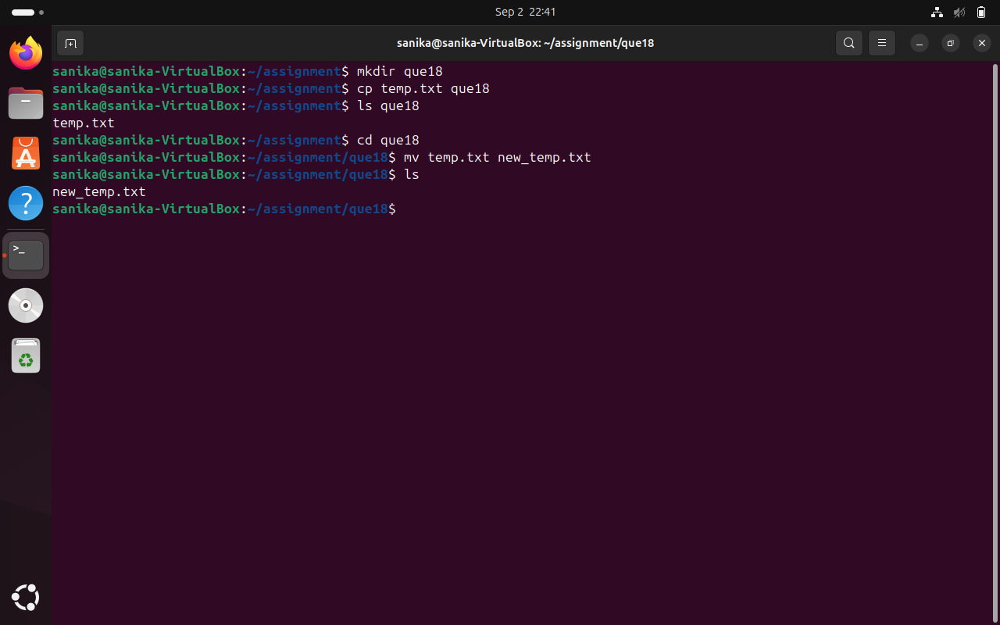 Sep 2 22:41
sanika@sanika-VirtualBox: ~/assignment/que18
sanika@sanika-VirtualBox:~/assignment$ mkdir que18
sanika@sanika-VirtualBox:~/assignment$ cp temp.txt que18
sanika@sanika-VirtualBox:~/assignment$ ls que18
temp.txt
sanika@sanika-VirtualBox:~/assignment$ cd que18
sanika@sanika-VirtualBox:~/assignment/que18$ mv temp.txt new_temp.txt
sanika@sanika-VirtualBox:~/assignment/que18$ ls
new_temp.txt
sanika@sanika-VirtualBox:~/assignment/que18$